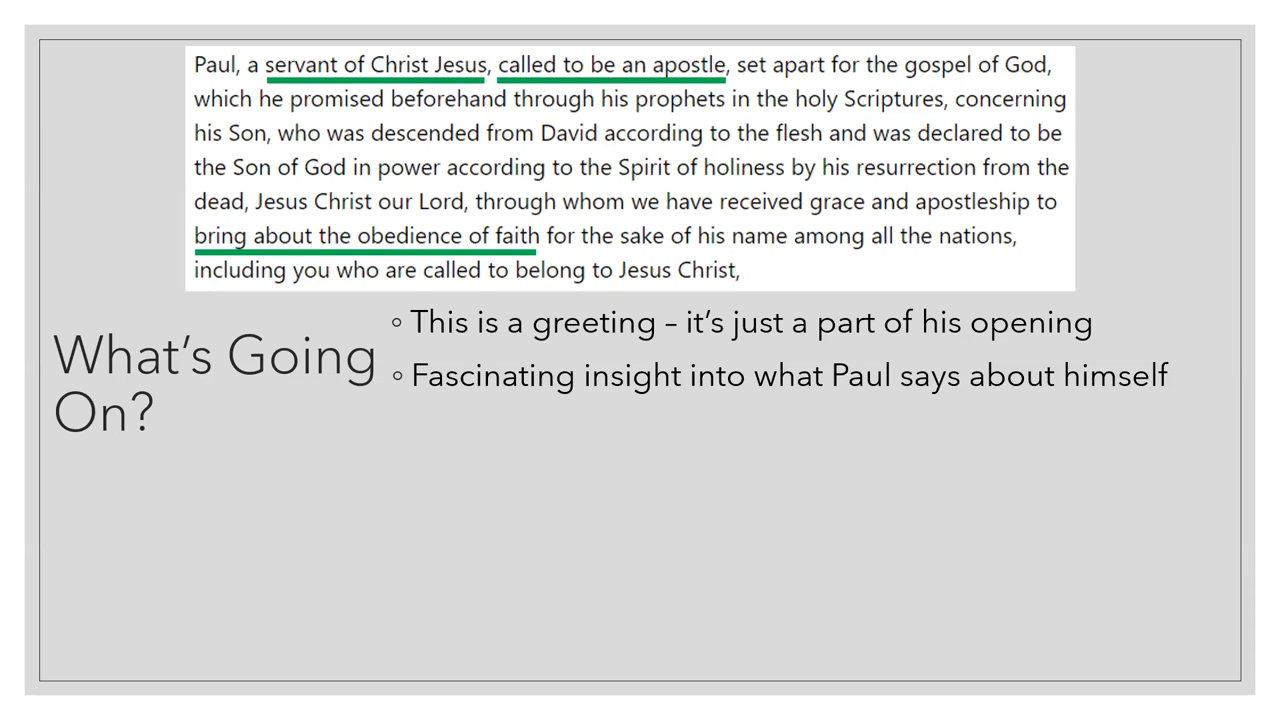 Paul, a servant of Christ Jesus, called to be an apostle, set apart for the gospel of God,
which he promised beforehand through his prophets in the holy Scriptures, concerning
his Son, who was descended from David according to the flesh and was declared to be
the Son of God in power according to the Spirit of holiness by his resurrection from the
dead, Jesus Christ our Lord, through whom we have received grace and apostleship to
bring about the obedience of faith for the sake of his name among all the nations,
including you who are called to belong to Jesus Christ,
What’s Going
On?
◦ This is a greeting – it’s just a part of his opening
◦ Fascinating insight into what Paul says about himself